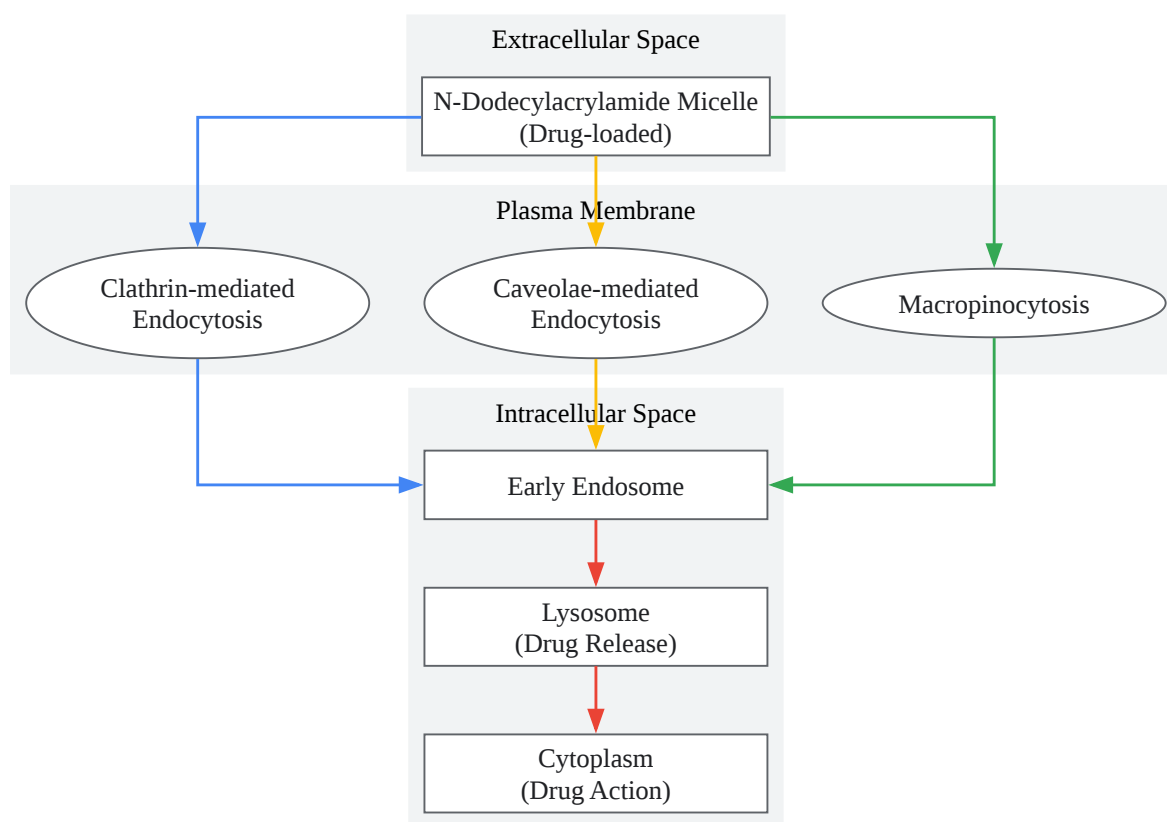 Extracellular Space
N-Dodecylacrylamide Micelle
(Drug-loaded)
Plasma Membrane
Clathrin-mediated
Endocytosis
Caveolae-mediated
Endocytosis
Macropinocytosis
Intracellular Space
Early Endosome
Lysosome
(Drug Release)
Cytoplasm
(Drug Action)